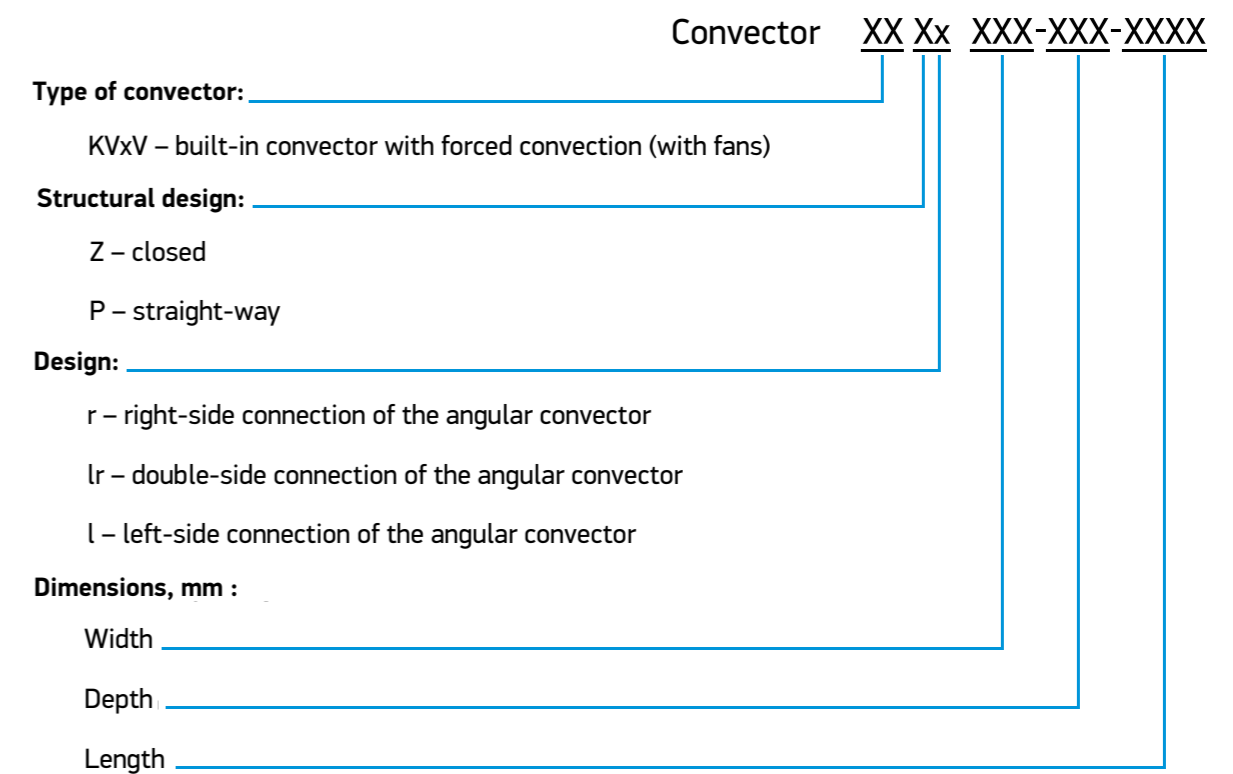 Convector XX Xx XXX-XXX-XXXX
Type of convector:
KVxV – built-in convector with forced convection (with fans)
Structural design:
Z – closed
P – straight-way
Design:
r – right-side connection of the angular convector
lr – double-side connection of the angular convector
l – left-side connection of the angular convector
Dimensions, mm :
Width
Depth
Length